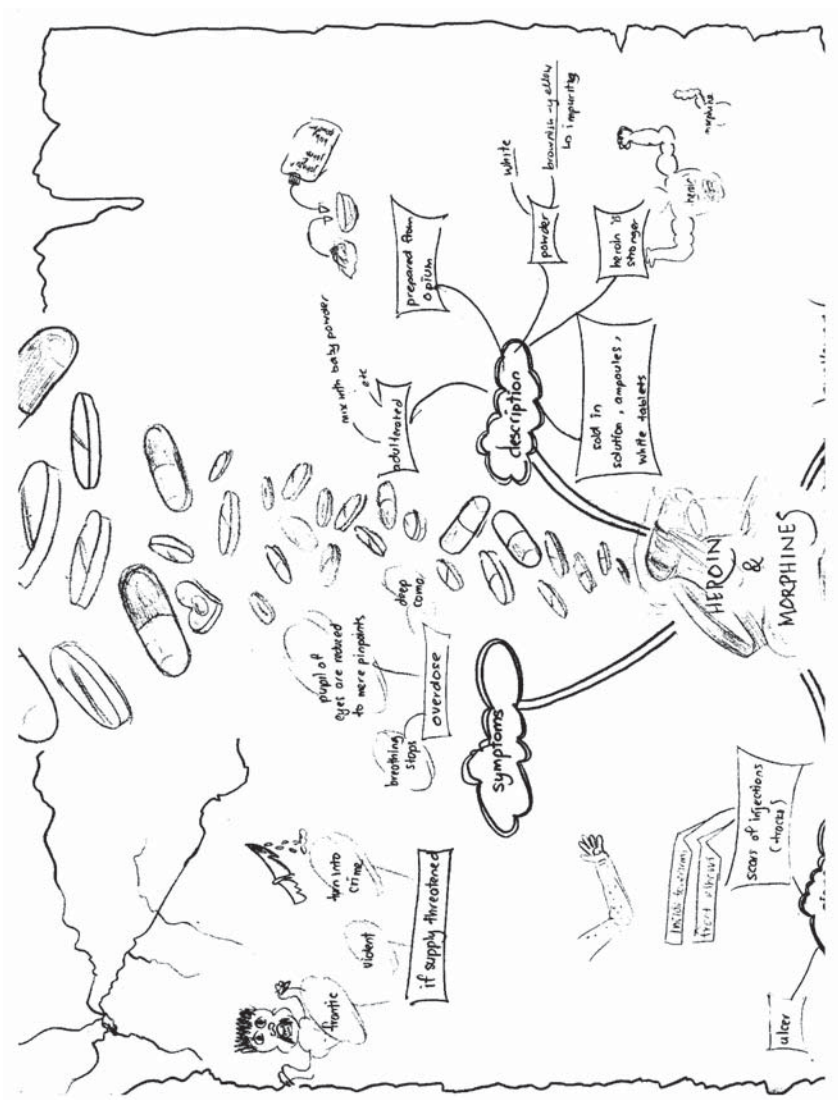 HEROIN
&
MORPHINES
description
adulterated
mix with baby powder
etc
prepared from
opium
powder
white
brownish-yellow
↳ impurities
heroin is
stronger
heroin
morphine
sold in
solution, ampoules,
white tablets
symptoms
overdose
breathing
stops
pupil of
eyes are reduced
to mere pinpoints
deep
coma
if supply threatened
frantic
violent
turn into
crime
scars of injections
(tracks)
ulcer